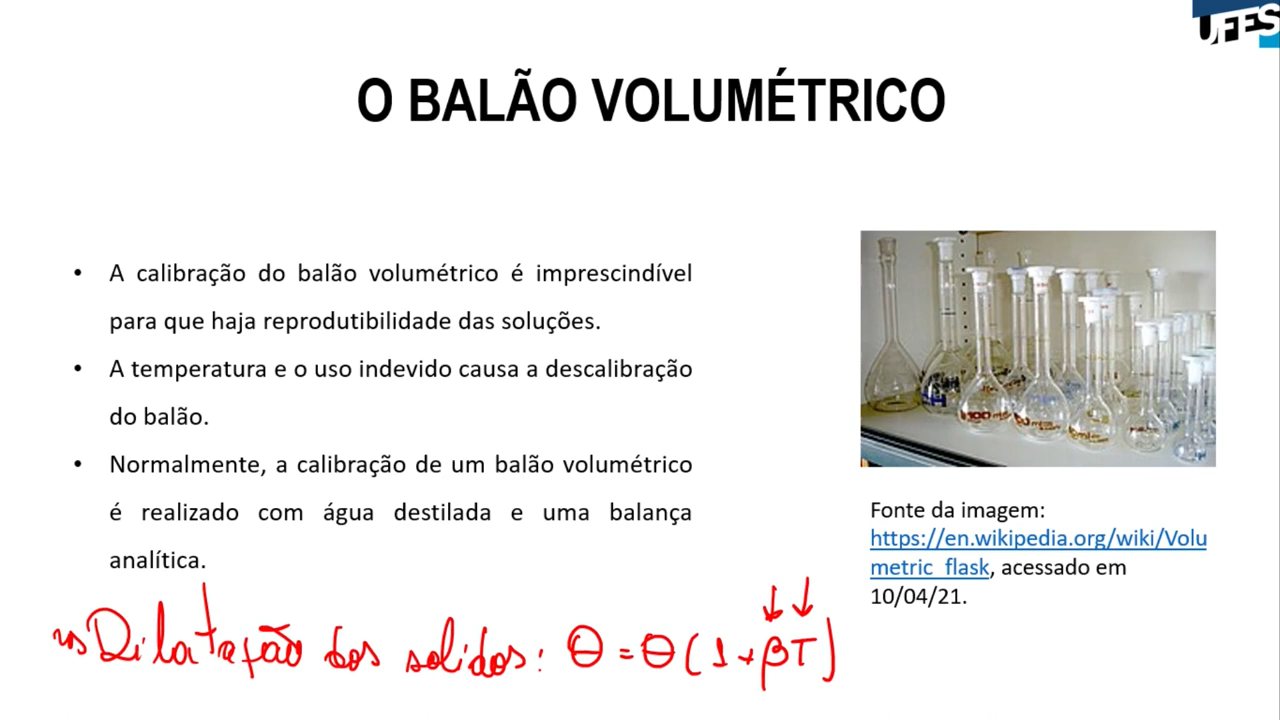 UFES
O BALÃO VOLUMÉTRICO
• A calibração do balão volumétrico é imprescindível
para que haja reprodutibilidade das soluções.
• A temperatura e o uso indevido causa a descalibração
do balão.
• Normalmente, a calibração de um balão volumétrico
é realizado com água destilada e uma balança
analítica.
Fonte da imagem:
https://en.wikipedia.org/wiki/Volu
metric_flask, acessado em
10/04/21.
Dilatação dos solidos: Θ = Θ(1+βT)